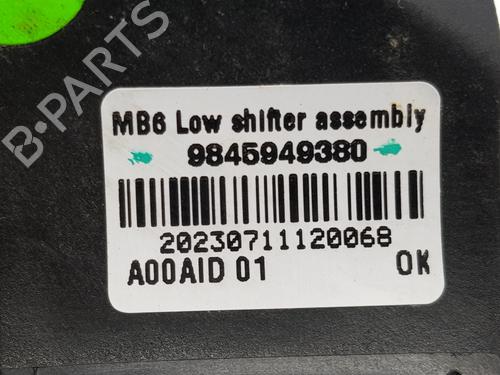 B-PARTS
MB6 Low shifter assembly
9845949380
20230711120068
A00AID 01 OK